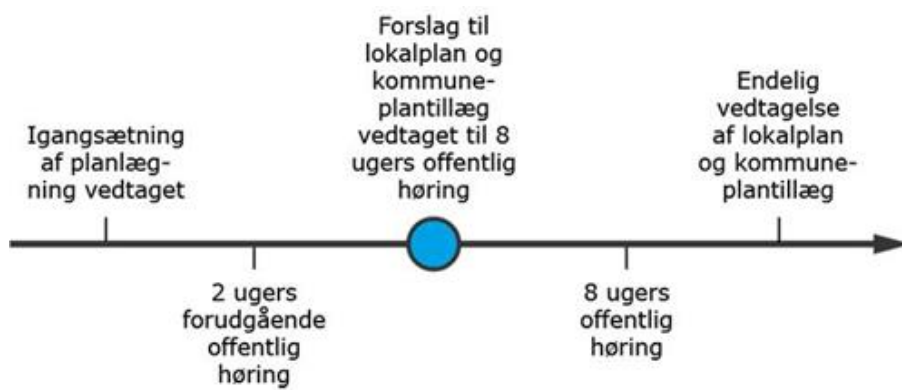 Igangsætning
af planlæg-
ning vedtaget
2 ugers
forudgående
offentlig
høring
Forslag til
lokalplan og
kommune-
plantillæg
vedtaget til 8
ugers offentlig
høring
8 ugers
offentlig
høring
Endelig
vedtagelse
af lokalplan
og kommune-
plantillæg